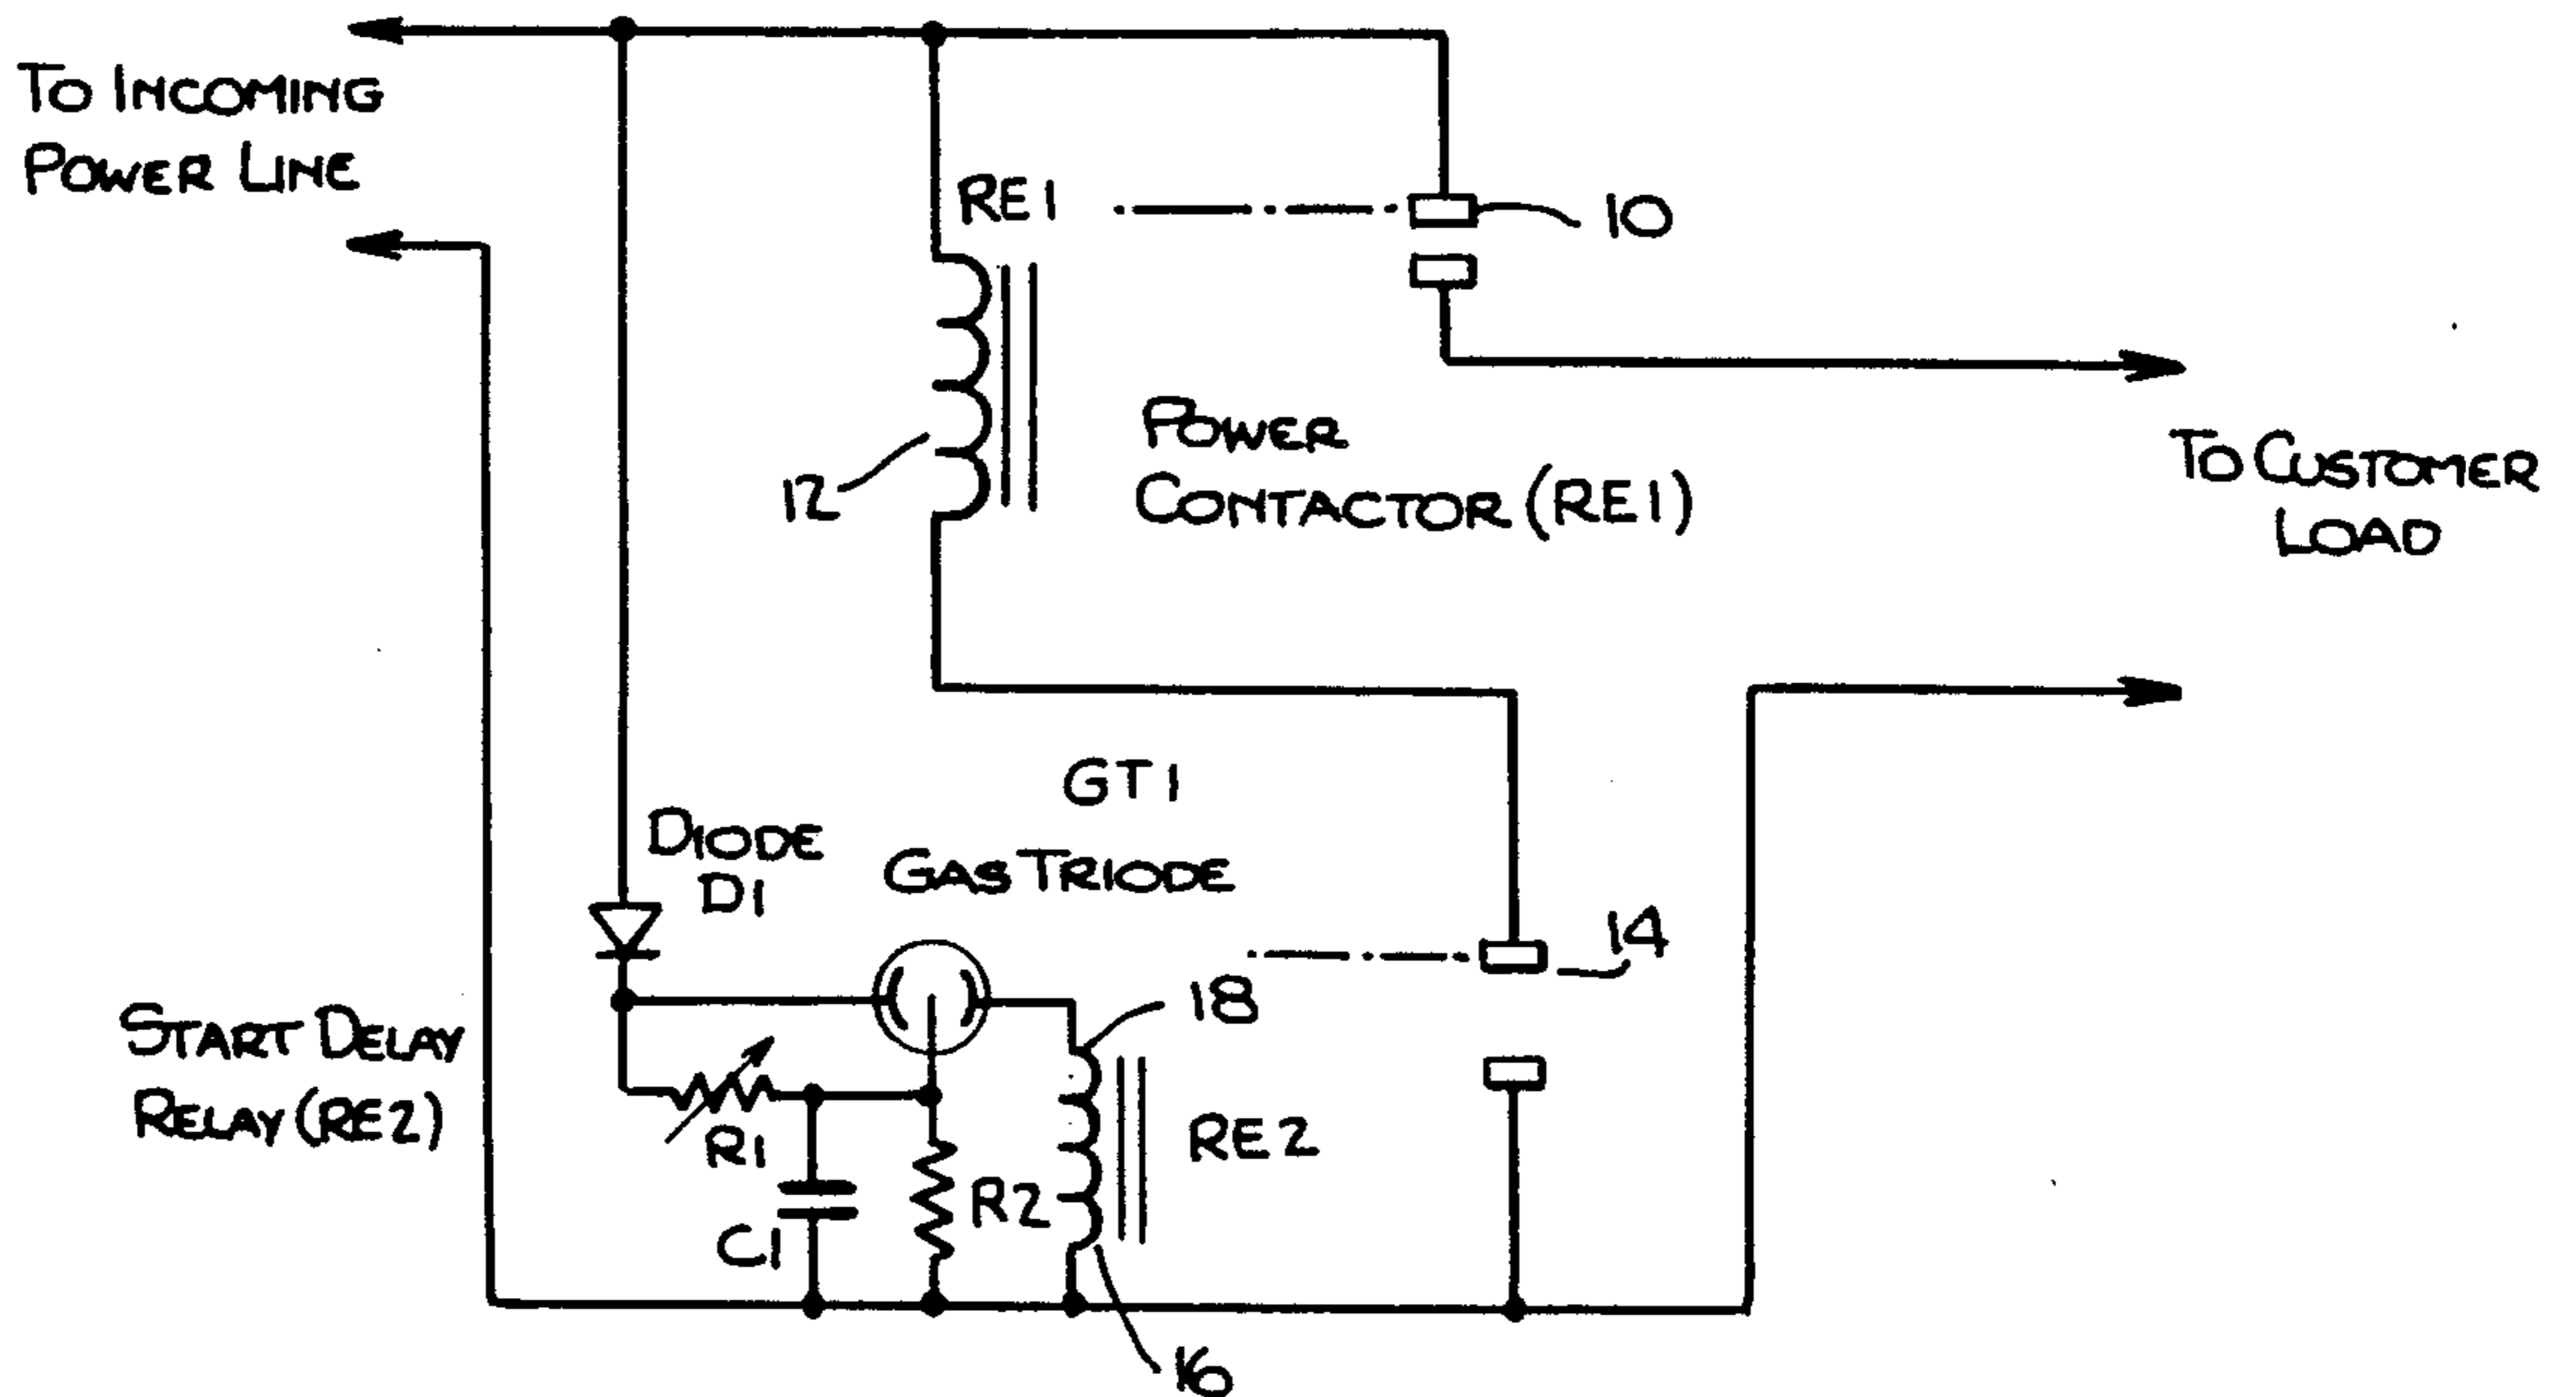 To Incoming
Power Line
RE1
10
12
Power
Contactor (RE1)
To Customer
Load
GT1
Diode
D1
Gas Triode
14
18
Start Delay
Relay (RE2)
R1
C1
R2
RE2
16